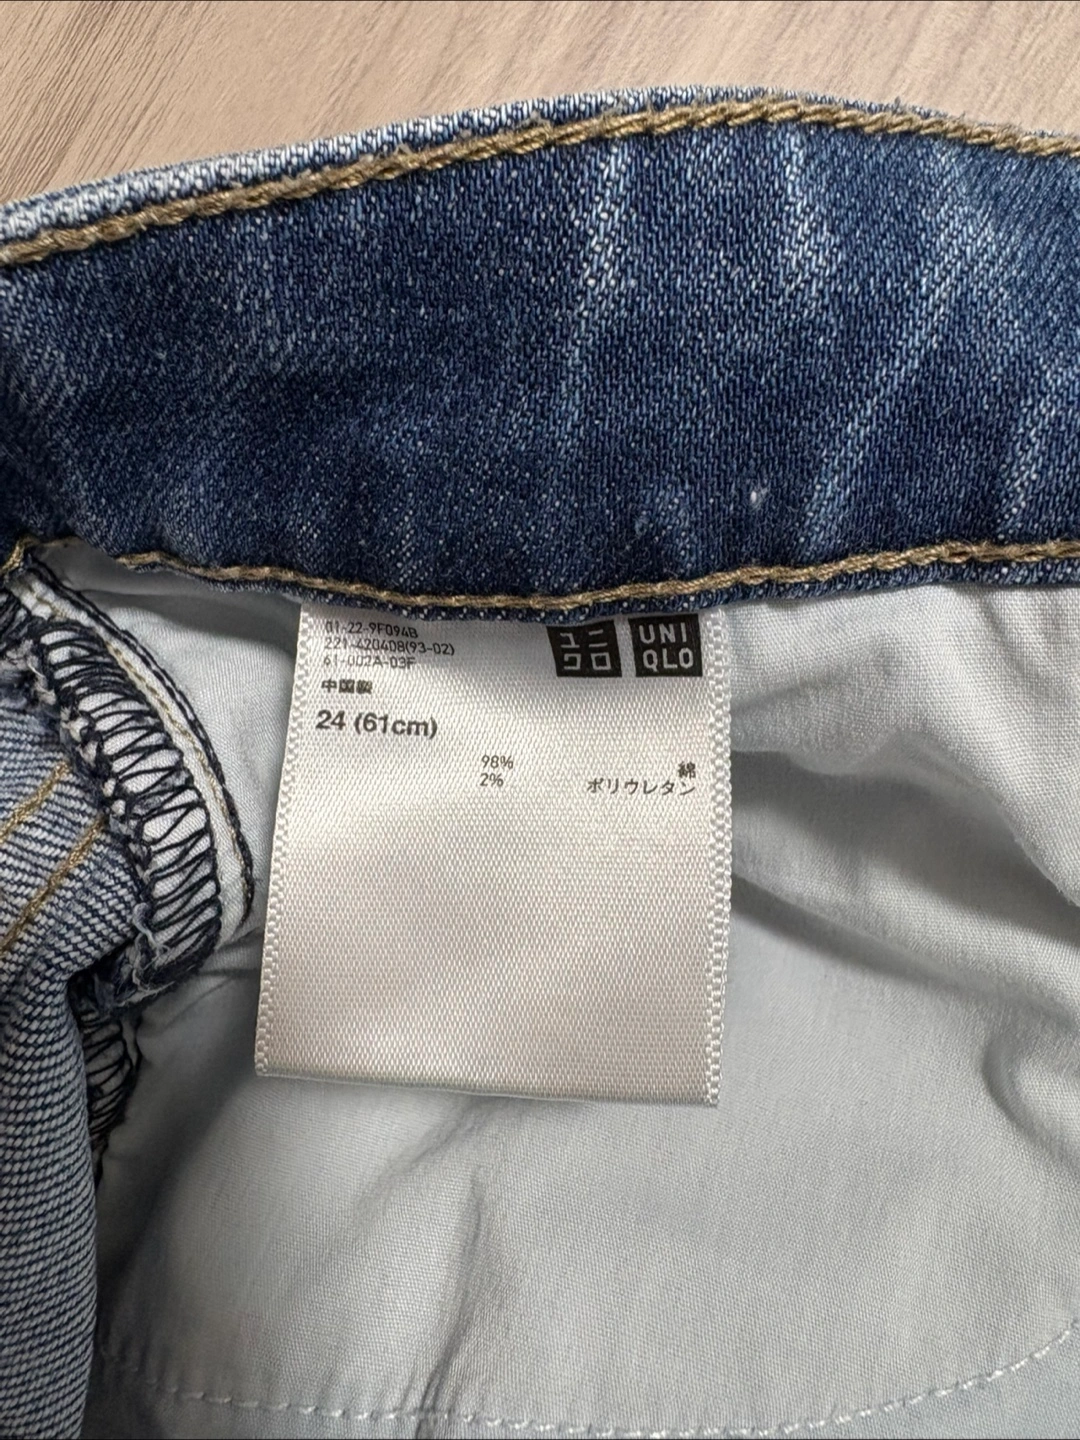 01-22-9F094B
221-420408(93-02)
61-002A-03F
中国製
24 (61cm)
ユニクロ
UNI
QLO
98% 綿
2% ポリウレタン